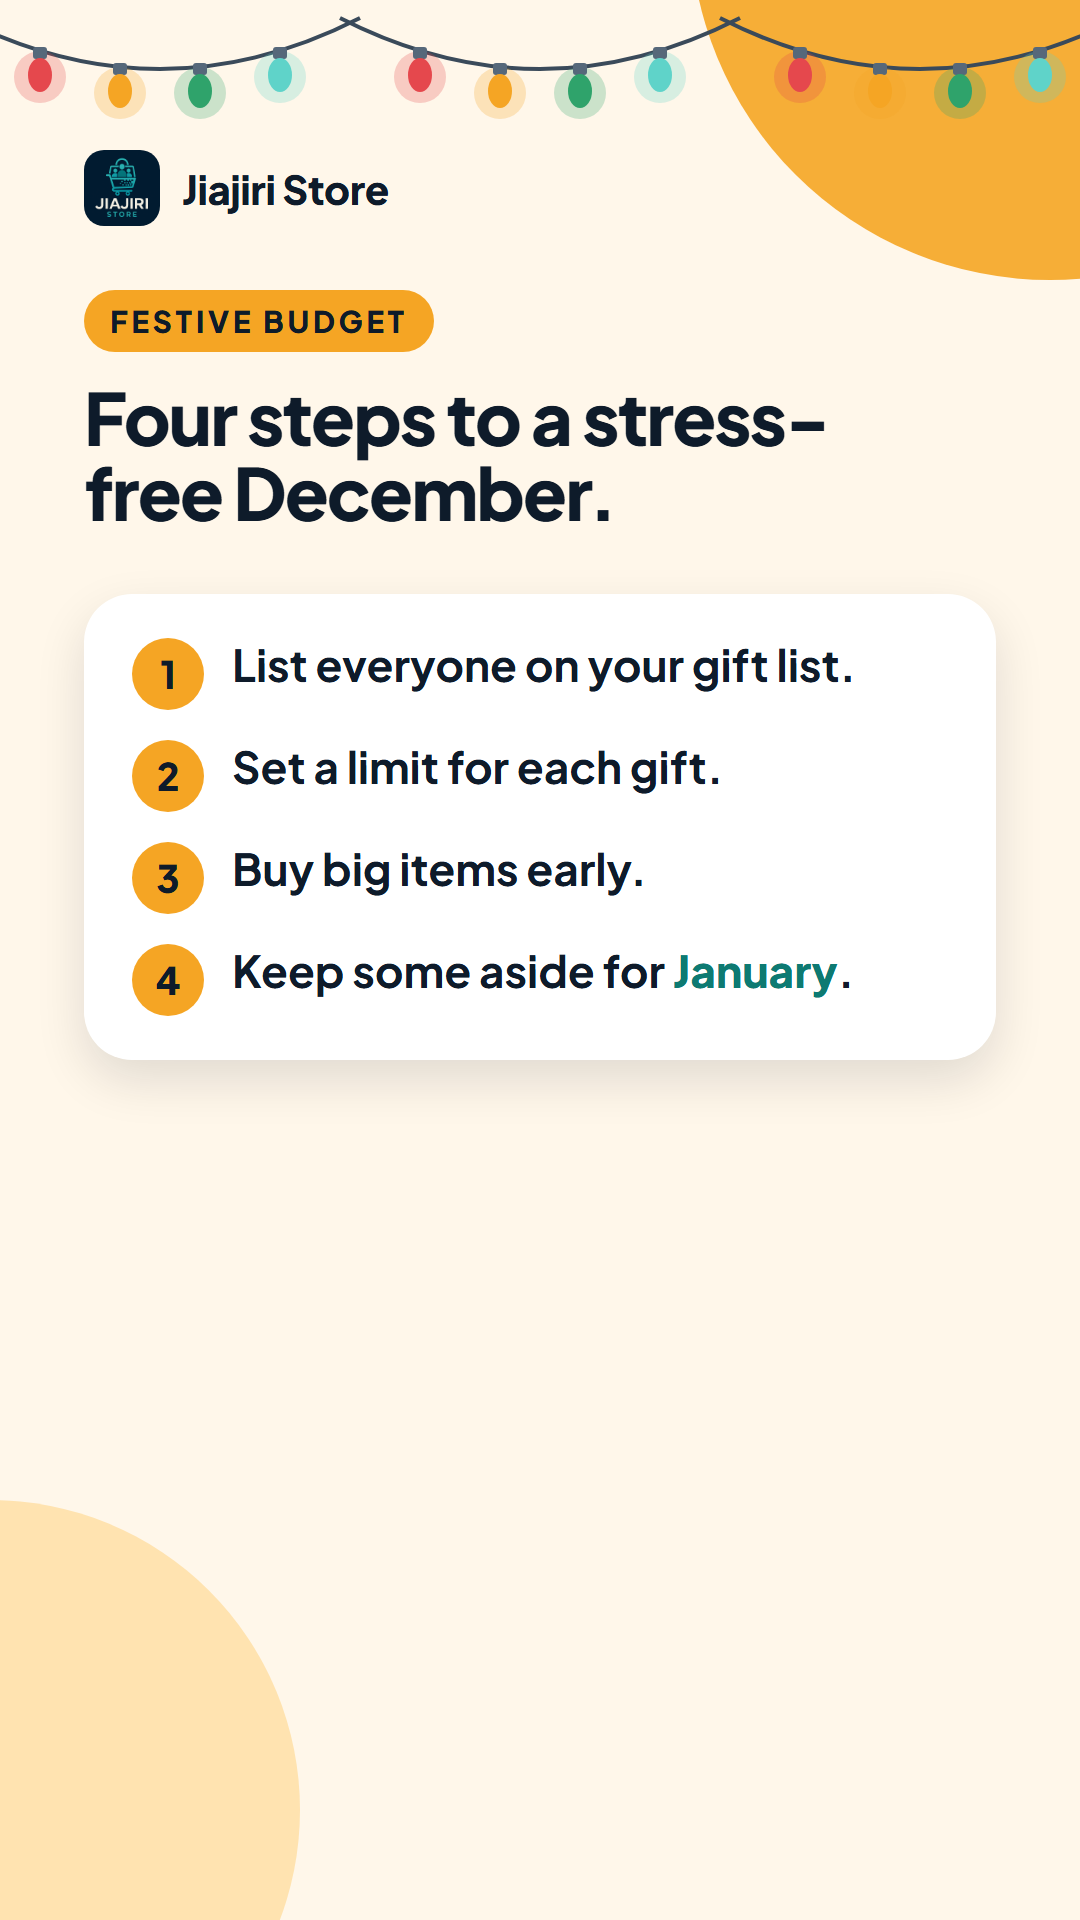 JIAJIRI
STORE
Jiajiri Store
FESTIVE BUDGET
Four steps to a stress-
free December.
1 List everyone on your gift list.
2 Set a limit for each gift.
3 Buy big items early.
4 Keep some aside for January.